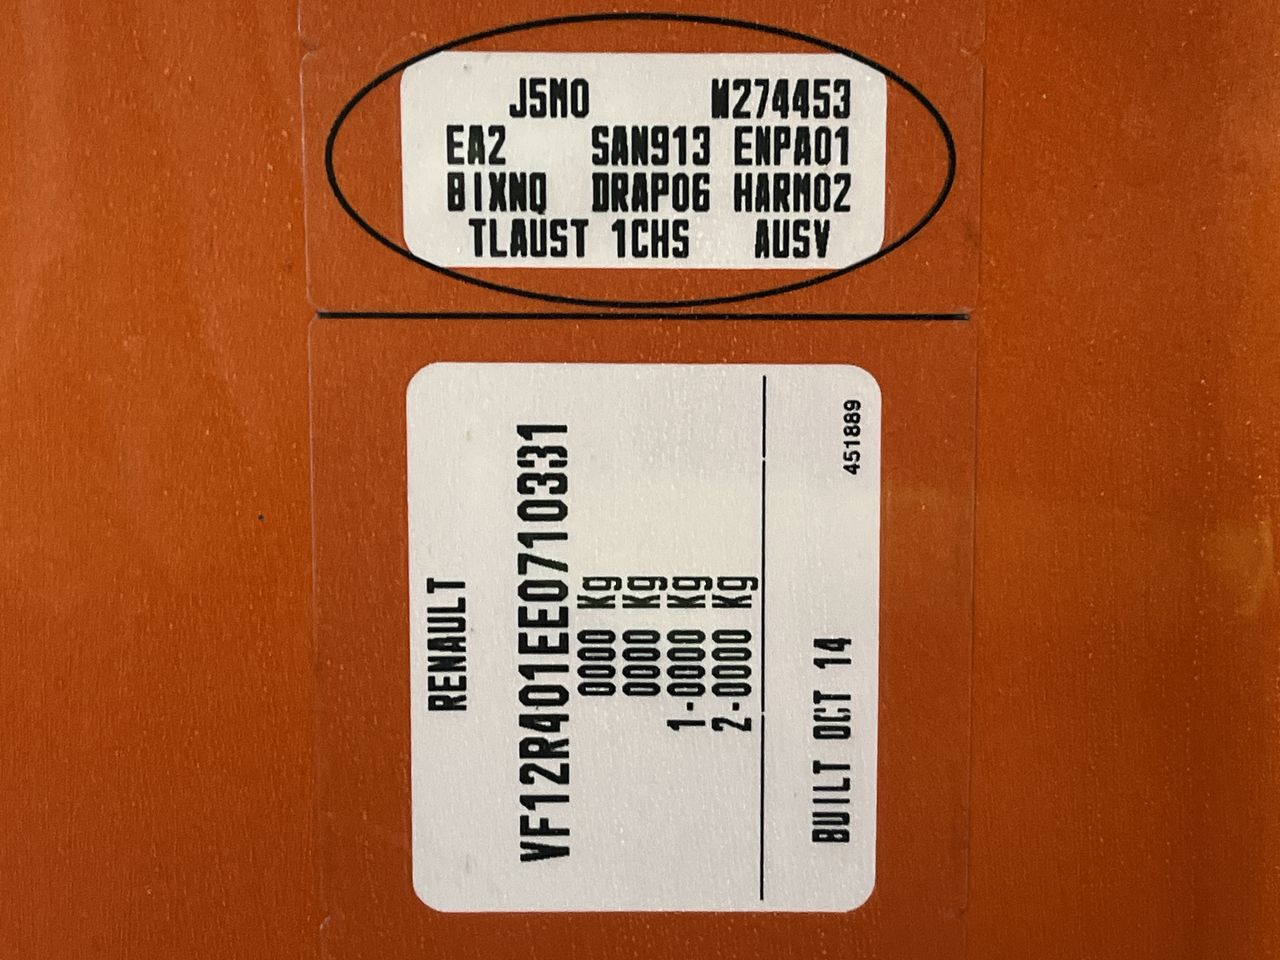 J5M0 W274453
EA2 SAN913 ENPA01
BIXNQ DRAP06 HARM02
TLAUST 1CHS AUSV
RENAULT
VF12R401EE0710331
0000 Kg
0000 Kg
1-0000 Kg
2-0000 Kg
BUILT OCT 14
451889